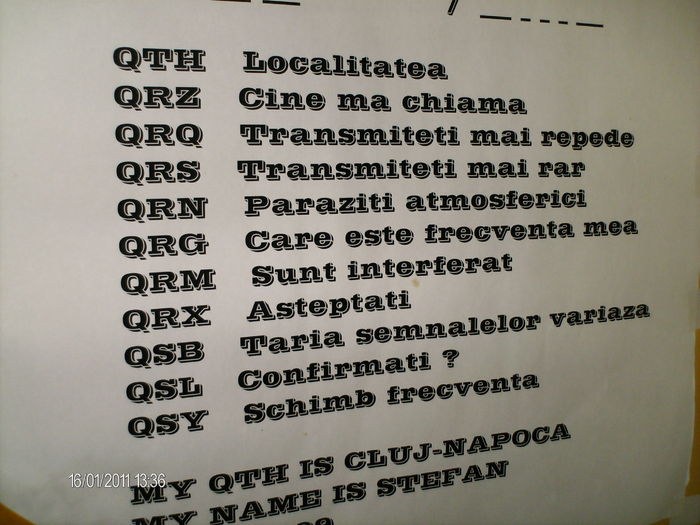 QTH Localitatea
QRZ Cine ma chiama
QRQ Transmiteti mai repede
QRS Transmiteti mai rar
QRN Paraziti atmosferici
QRG Care este frecventa mea
QRM Sunt interferat
QRX Asteptati
QSB Taria semnalelor variaza
QSL Confirmati ?
QSY Schimb frecventa
MY QTH IS CLUJ-NAPOCA
MY NAME IS STEFAN
16/01/2011 13:36